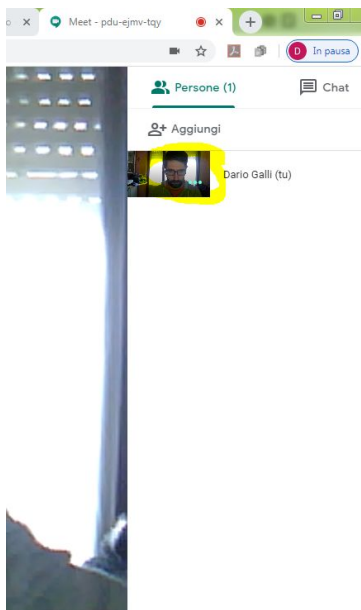 Meet - pdu-ejmv-tqy
D In pausa
Persone (1) Chat
Aggiungi
Dario Galli (tu)